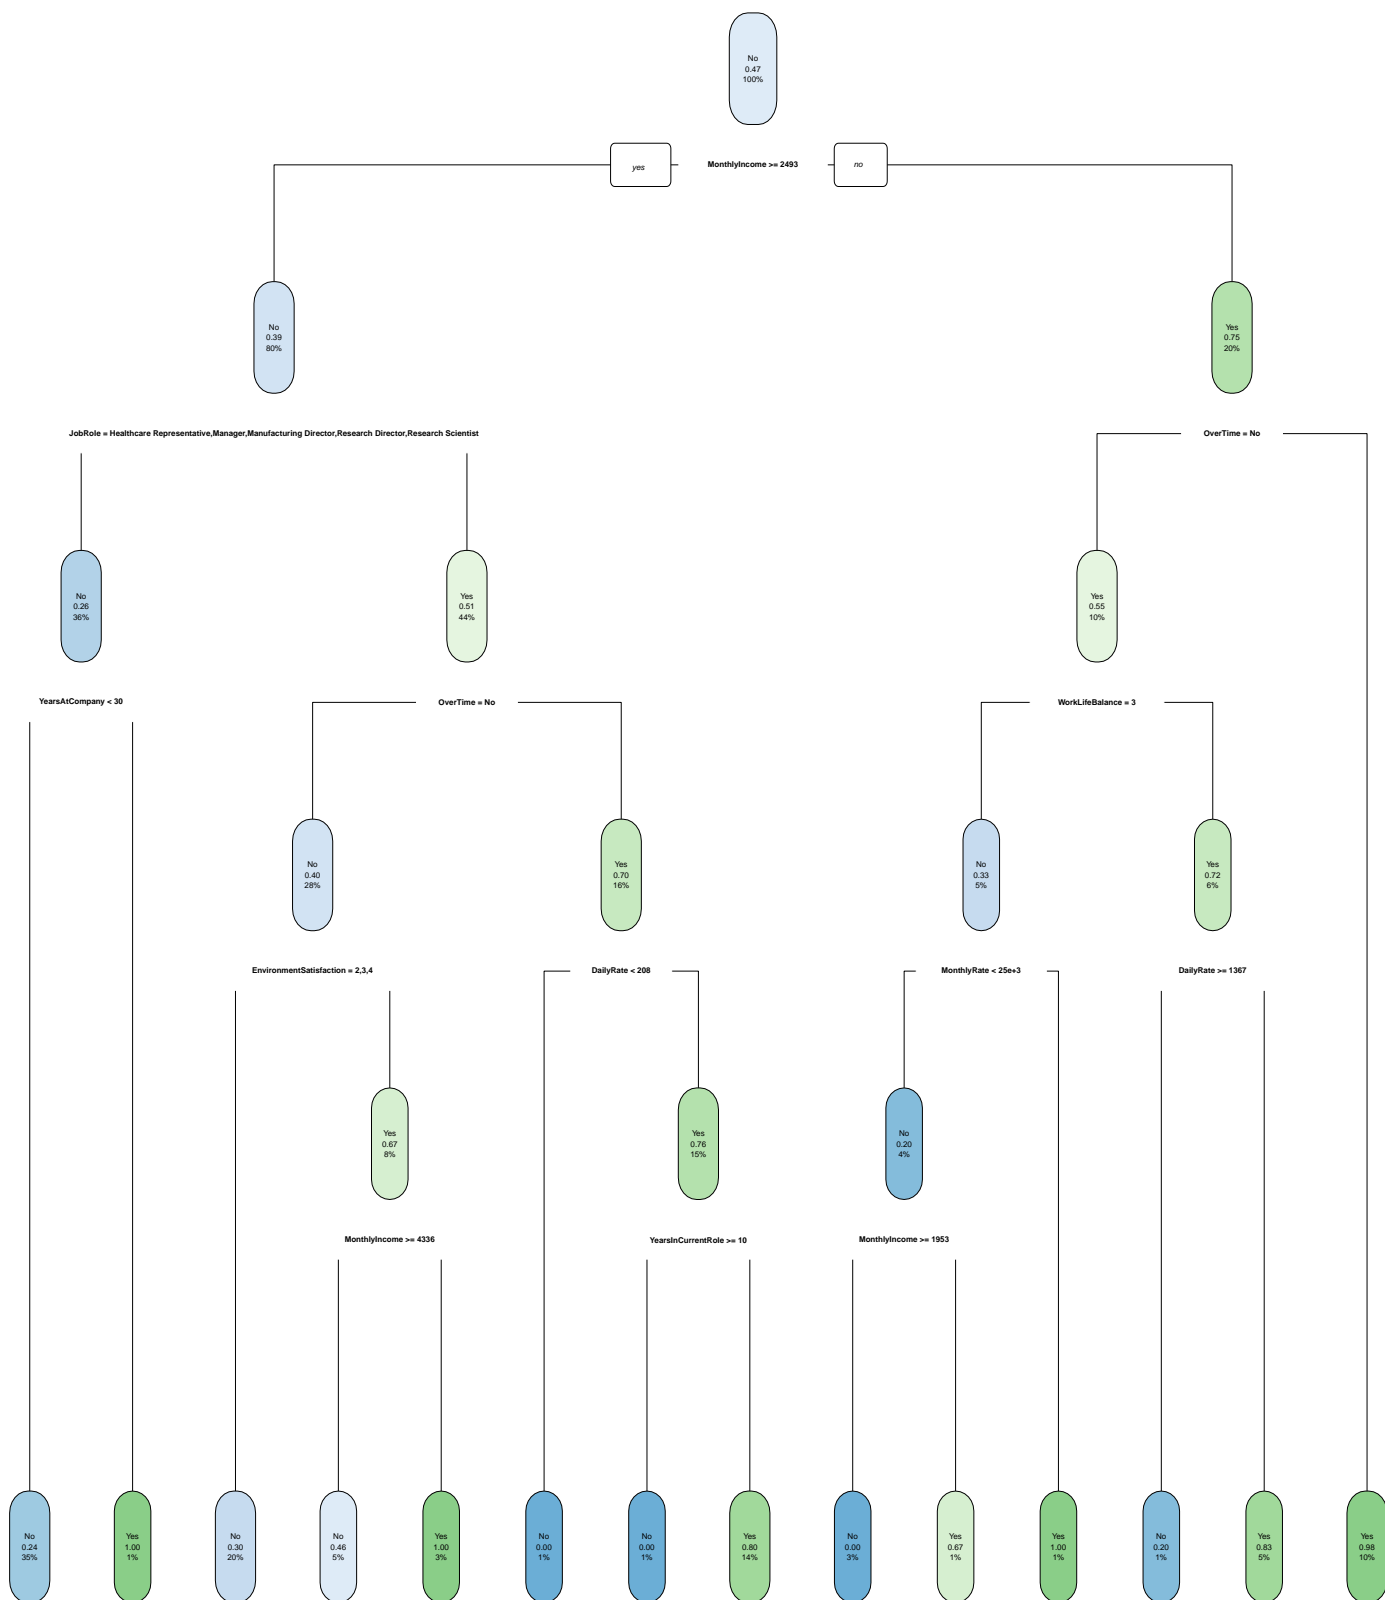 No
0.47
100%
yes
MonthlyIncome >= 2493
no
No
0.39
80%
Yes
0.75
20%
JobRole = Healthcare Representative,Manager,Manufacturing Director,Research Director,Research Scientist
OverTime = No
No
0.26
36%
Yes
0.51
44%
Yes
0.55
10%
YearsAtCompany < 30
OverTime = No
WorkLifeBalance = 3
No
0.40
28%
Yes
0.70
16%
No
0.33
5%
Yes
0.72
6%
EnvironmentSatisfaction = 2,3,4
DailyRate < 208
MonthlyRate < 25e+3
DailyRate >= 1367
Yes
0.67
8%
Yes
0.76
15%
No
0.20
4%
MonthlyIncome >= 4336
YearsInCurrentRole >= 10
MonthlyIncome >= 1953
No
0.24
35%
Yes
1.00
1%
No
0.30
20%
No
0.46
5%
Yes
1.00
3%
No
0.00
1%
No
0.00
1%
Yes
0.80
14%
No
0.00
3%
Yes
0.67
1%
Yes
1.00
1%
No
0.20
1%
Yes
0.83
5%
Yes
0.98
10%